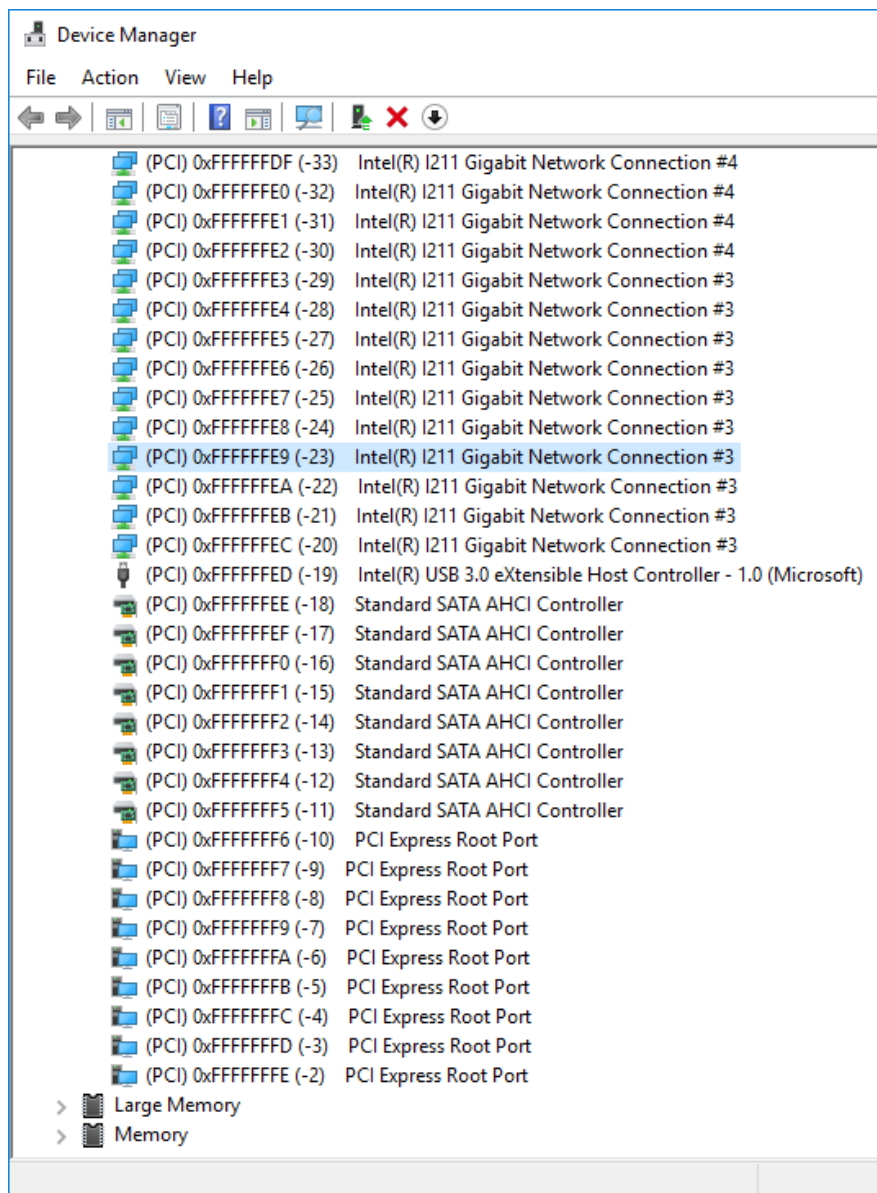 Device Manager
File Action View Help
(PCI) 0xFFFFFFDF (-33) Intel(R) I211 Gigabit Network Connection #4
(PCI) 0xFFFFFFE0 (-32) Intel(R) I211 Gigabit Network Connection #4
(PCI) 0xFFFFFFE1 (-31) Intel(R) I211 Gigabit Network Connection #4
(PCI) 0xFFFFFFE2 (-30) Intel(R) I211 Gigabit Network Connection #4
(PCI) 0xFFFFFFE3 (-29) Intel(R) I211 Gigabit Network Connection #3
(PCI) 0xFFFFFFE4 (-28) Intel(R) I211 Gigabit Network Connection #3
(PCI) 0xFFFFFFE5 (-27) Intel(R) I211 Gigabit Network Connection #3
(PCI) 0xFFFFFFE6 (-26) Intel(R) I211 Gigabit Network Connection #3
(PCI) 0xFFFFFFE7 (-25) Intel(R) I211 Gigabit Network Connection #3
(PCI) 0xFFFFFFE8 (-24) Intel(R) I211 Gigabit Network Connection #3
(PCI) 0xFFFFFFE9 (-23) Intel(R) I211 Gigabit Network Connection #3
(PCI) 0xFFFFFFEA (-22) Intel(R) I211 Gigabit Network Connection #3
(PCI) 0xFFFFFFEB (-21) Intel(R) I211 Gigabit Network Connection #3
(PCI) 0xFFFFFFEC (-20) Intel(R) I211 Gigabit Network Connection #3
(PCI) 0xFFFFFFED (-19) Intel(R) USB 3.0 eXtensible Host Controller - 1.0 (Microsoft)
(PCI) 0xFFFFFFEE (-18) Standard SATA AHCI Controller
(PCI) 0xFFFFFFEF (-17) Standard SATA AHCI Controller
(PCI) 0xFFFFFFF0 (-16) Standard SATA AHCI Controller
(PCI) 0xFFFFFFF1 (-15) Standard SATA AHCI Controller
(PCI) 0xFFFFFFF2 (-14) Standard SATA AHCI Controller
(PCI) 0xFFFFFFF3 (-13) Standard SATA AHCI Controller
(PCI) 0xFFFFFFF4 (-12) Standard SATA AHCI Controller
(PCI) 0xFFFFFFF5 (-11) Standard SATA AHCI Controller
(PCI) 0xFFFFFFF6 (-10) PCI Express Root Port
(PCI) 0xFFFFFFF7 (-9) PCI Express Root Port
(PCI) 0xFFFFFFF8 (-8) PCI Express Root Port
(PCI) 0xFFFFFFF9 (-7) PCI Express Root Port
(PCI) 0xFFFFFFFA (-6) PCI Express Root Port
(PCI) 0xFFFFFFFB (-5) PCI Express Root Port
(PCI) 0xFFFFFFFC (-4) PCI Express Root Port
(PCI) 0xFFFFFFFD (-3) PCI Express Root Port
(PCI) 0xFFFFFFFE (-2) PCI Express Root Port
Large Memory
Memory